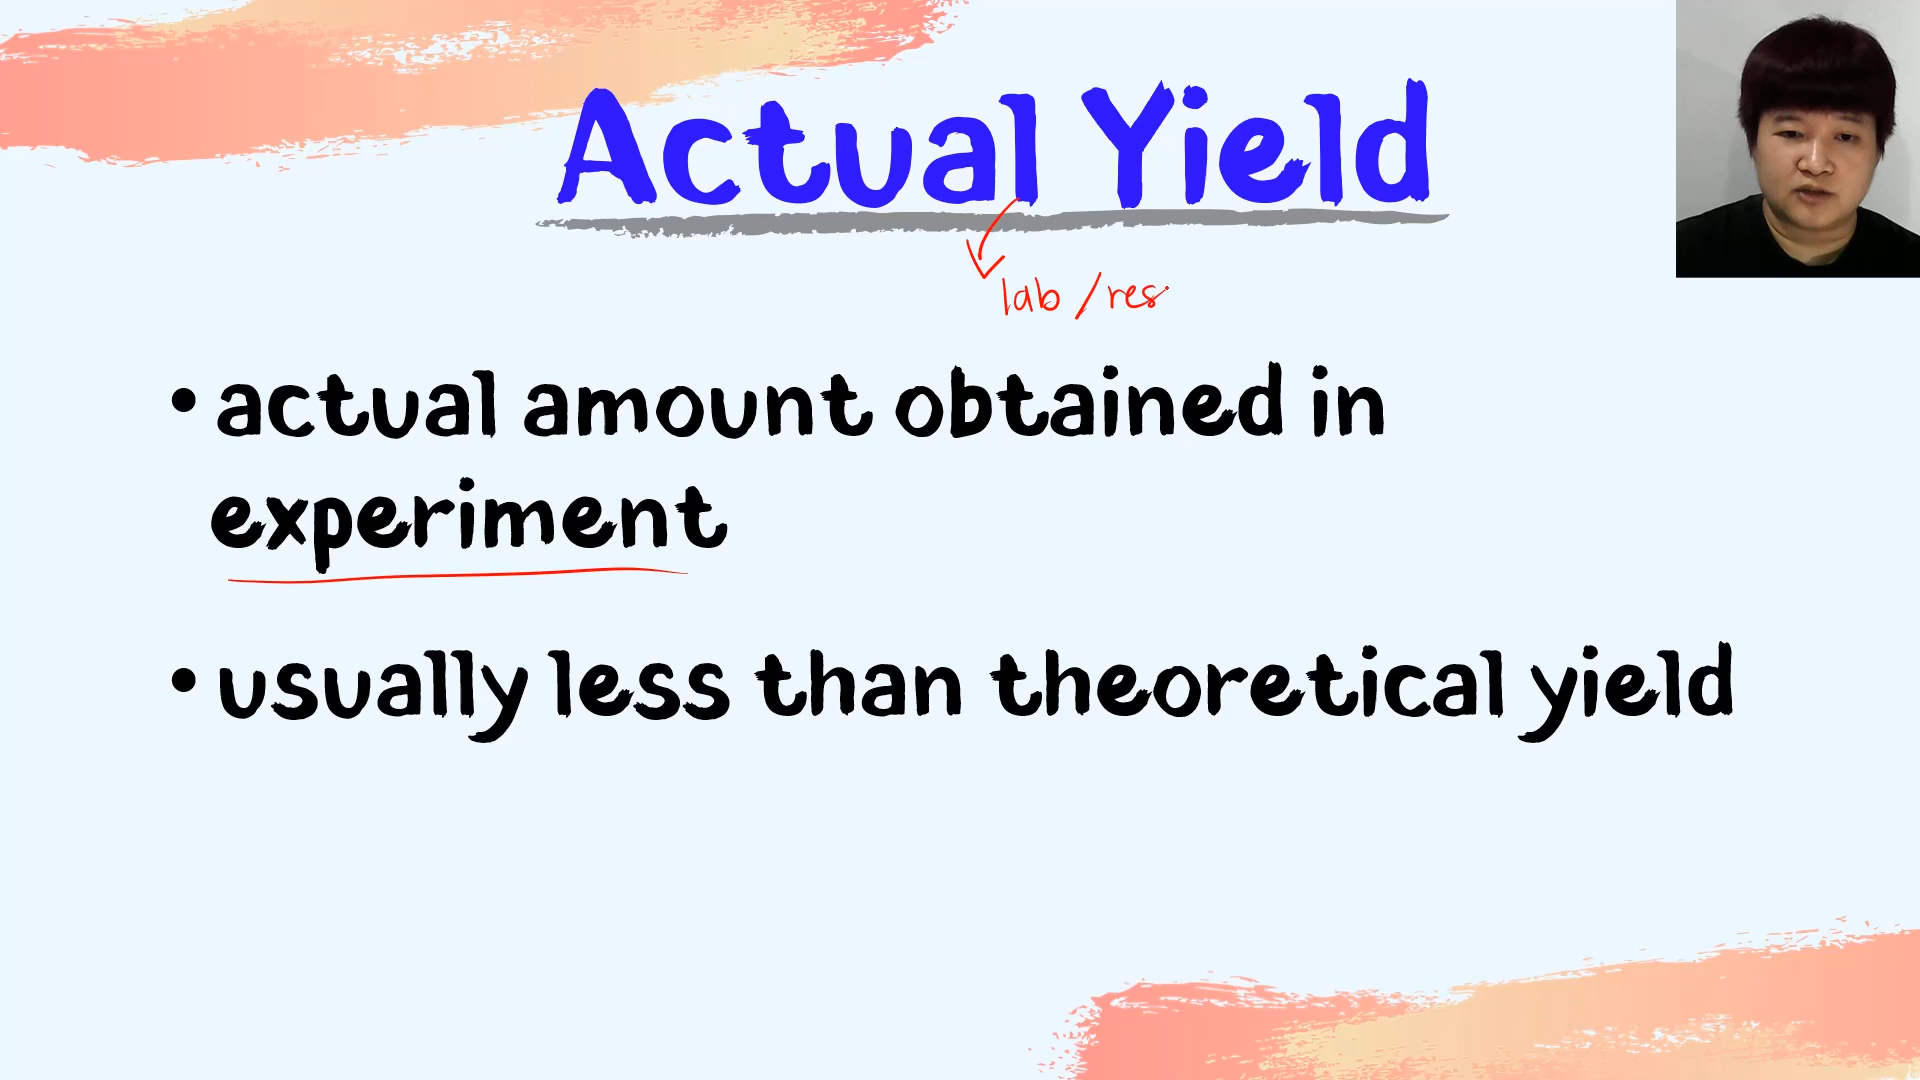 Actual Yield
lab / res
• actual amount obtained in
experiment
• usually less than theoretical yield